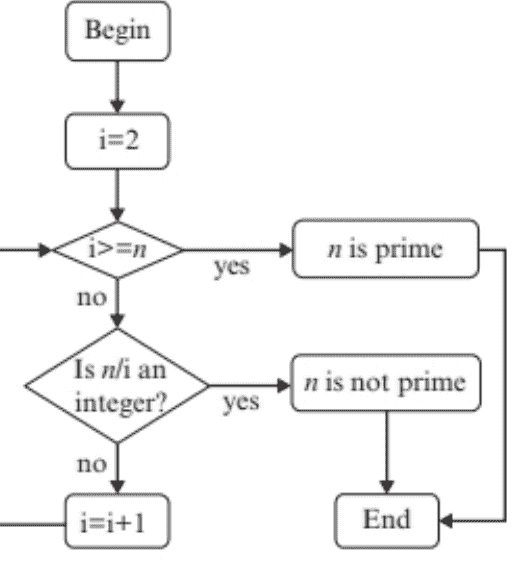 Begin
i=2
i>=n
yes
n is prime
no
Is n/i an
integer?
yes
n is not prime
no
i=i+1
End